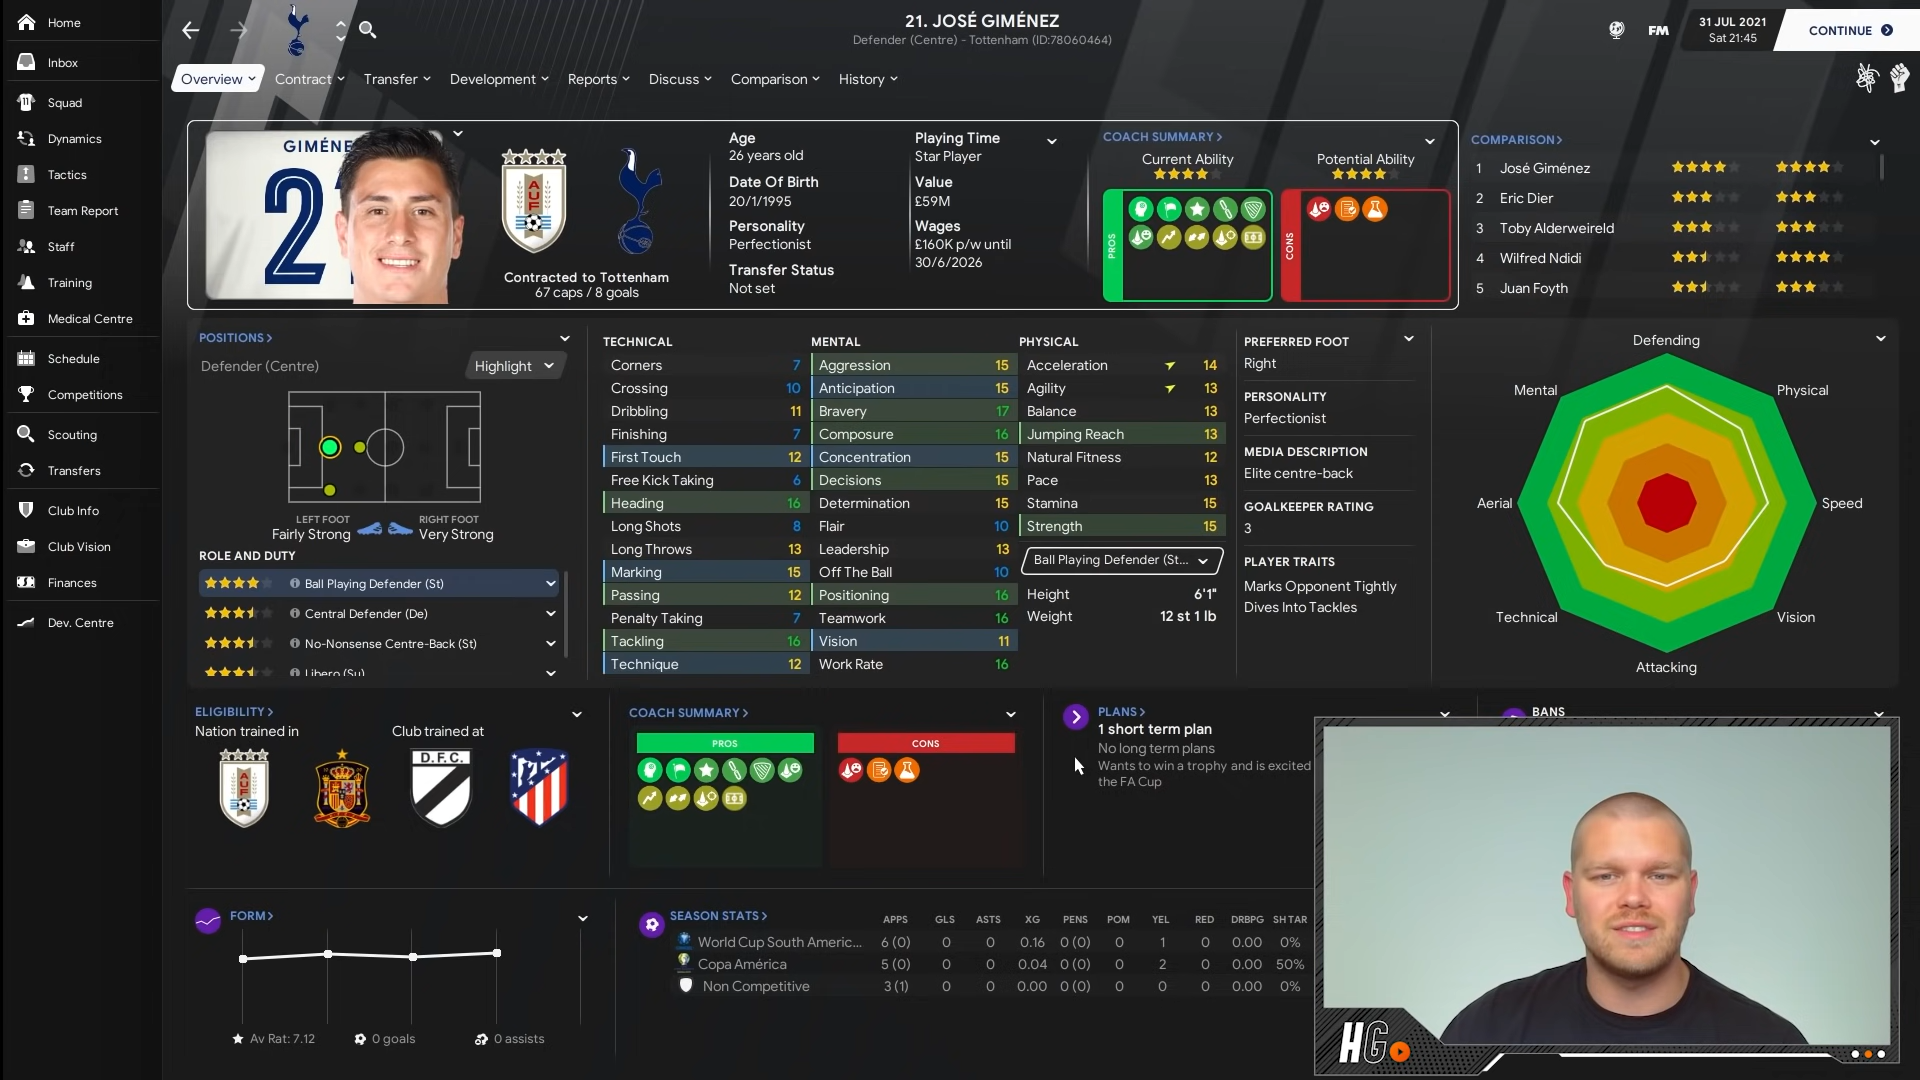 Home
Inbox
Squad
Dynamics
Tactics
Team Report
Staff
Training
Medical Centre
Schedule
Competitions
Scouting
Transfers
Club Info
Club Vision
Finances
Dev. Centre
21. JOSÉ GIMÉNEZ
Defender (Centre) - Tottenham (ID:78060464)
FM
31 JUL 2021
Sat 21:45
CONTINUE
Overview
Contract
Transfer
Development
Reports
Discuss
Comparison
History
Contracted to Tottenham
67 caps / 8 goals
Age
26 years old
Date Of Birth
20/1/1995
Personality
Perfectionist
Transfer Status
Not set
Playing Time
Star Player
Value
£59M
Wages
£160K p/w until
30/6/2026
COACH SUMMARY >
Current Ability
Potential Ability
PROS
CONS
COMPARISON >
1 José Giménez
2 Eric Dier
3 Toby Alderweireld
4 Wilfred Ndidi
5 Juan Foyth
POSITIONS >
Defender (Centre)
Highlight
LEFT FOOT
Fairly Strong
RIGHT FOOT
Very Strong
ROLE AND DUTY
Ball Playing Defender (St)
Central Defender (De)
No-Nonsense Centre-Back (St)
Libero (Su)
TECHNICAL
Corners 7
Crossing 10
Dribbling 11
Finishing 7
First Touch 12
Free Kick Taking 6
Heading 16
Long Shots 8
Long Throws 13
Marking 15
Passing 12
Penalty Taking 7
Tackling 16
Technique 12
MENTAL
Aggression 15
Anticipation 15
Bravery 17
Composure 16
Concentration 15
Decisions 15
Determination 15
Flair 10
Leadership 13
Off The Ball 10
Positioning 16
Teamwork 16
Vision 11
Work Rate 16
PHYSICAL
Acceleration 14
Agility 13
Balance 13
Jumping Reach 13
Natural Fitness 12
Pace 13
Stamina 15
Strength 15
Ball Playing Defender (St...
Height 6'1"
Weight 12 st 1 lb
PREFERRED FOOT
Right
PERSONALITY
Perfectionist
MEDIA DESCRIPTION
Elite centre-back
GOALKEEPER RATING
3
PLAYER TRAITS
Marks Opponent Tightly
Dives Into Tackles
Defending
Mental
Physical
Aerial
Speed
Technical
Vision
Attacking
ELIGIBILITY >
Nation trained in
Club trained at
AUF
D.F.C.
COACH SUMMARY >
PROS
CONS
PLANS >
1 short term plan
No long term plans
Wants to win a trophy and is excited
the FA Cup
BANS
FORM >
Av Rat: 7.12
0 goals
0 assists
SEASON STATS > APPS GLS ASTS XG PENS POM YEL RED DRBPG SH TAR
World Cup South Americ... 6 (0) 0 0 0.16 0 (0) 0 1 0 0.00 0%
Copa América 5 (0) 0 0 0.04 0 (0) 0 2 0 0.00 50%
Non Competitive 3 (1) 0 0 0.00 0 (0) 0 0 0 0.00 0%
HG